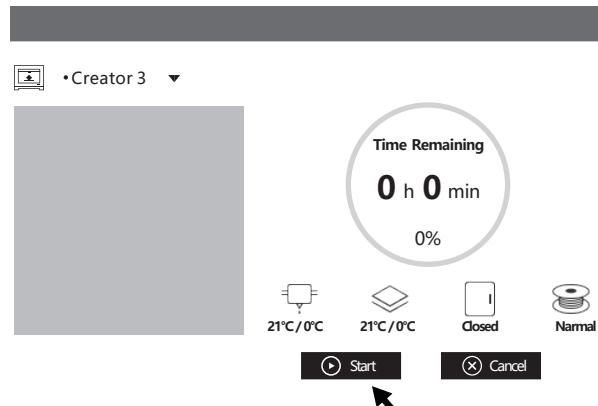 •Creator 3
Time Remaining
0 h 0 min
0%
21℃/0℃ 21℃/0℃ Closed Narmal
Start Cancel